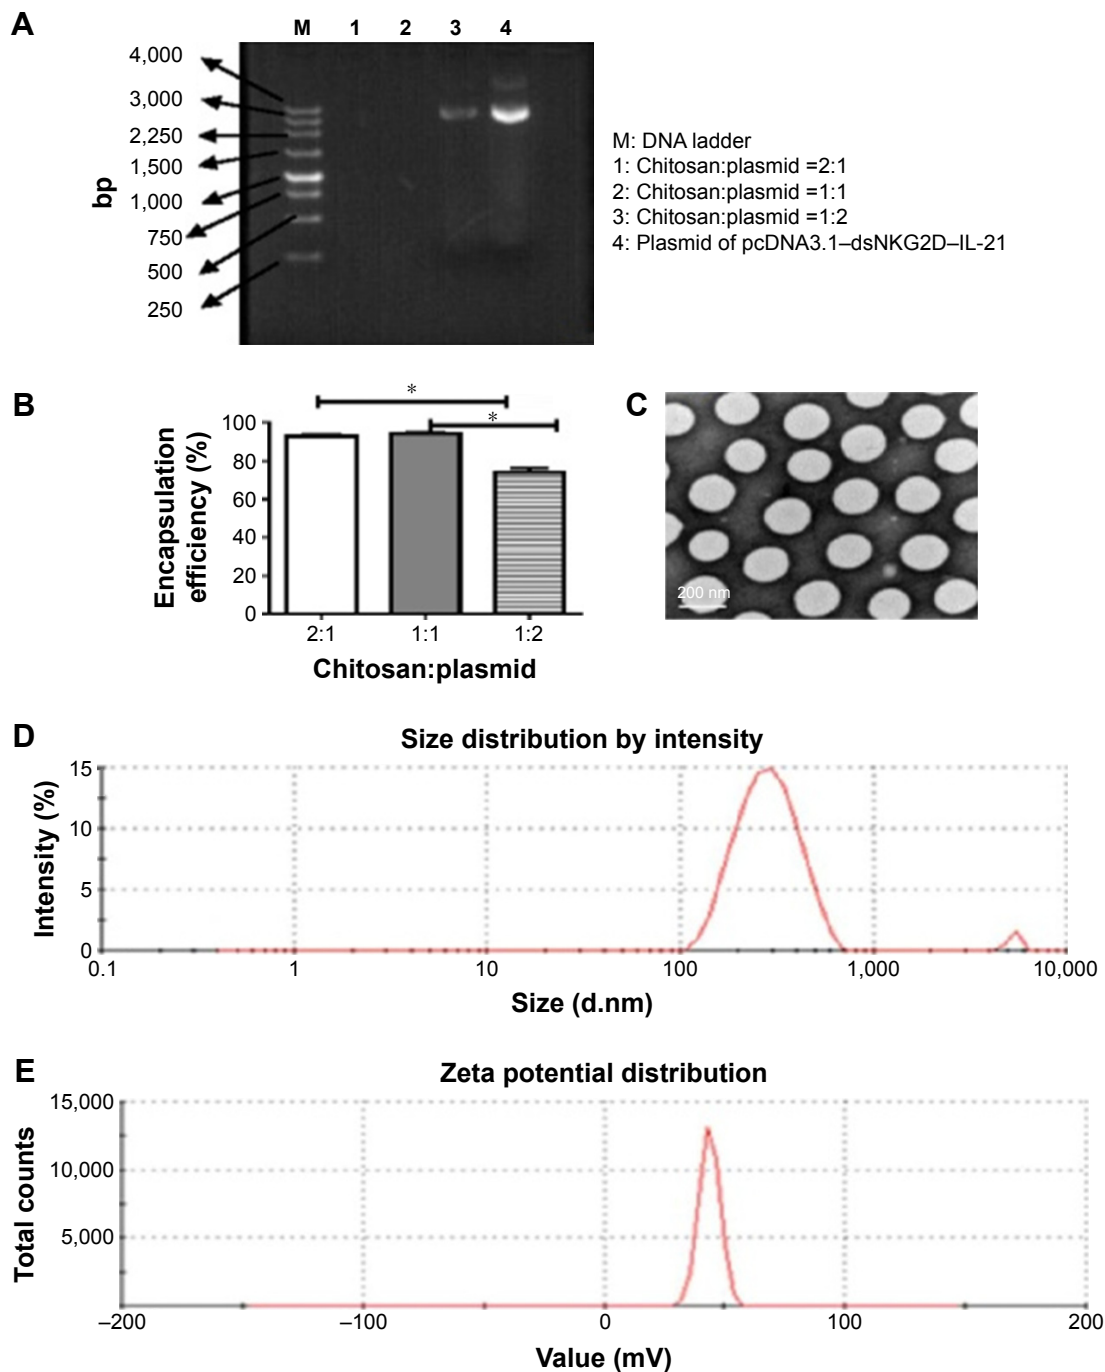 A
M 1 2 3 4
4,000
3,000
2,250
1,500
1,000
750
500
250
bp
M: DNA ladder
1: Chitosan:plasmid =2:1
2: Chitosan:plasmid =1:1
3: Chitosan:plasmid =1:2
4: Plasmid of pcDNA3.1–dsNKG2D–IL-21
B
*
*
Encapsulation
efficiency (%)
100
80
60
40
20
0
2:1 1:1 1:2
Chitosan:plasmid
C
200 nm
D
Size distribution by intensity
Intensity (%)
15
10
5
0
0.1 1 10 100 1,000 10,000
Size (d.nm)
E
Zeta potential distribution
Total counts
15,000
10,000
5,000
–200 –100 0 100 200
Value (mV)